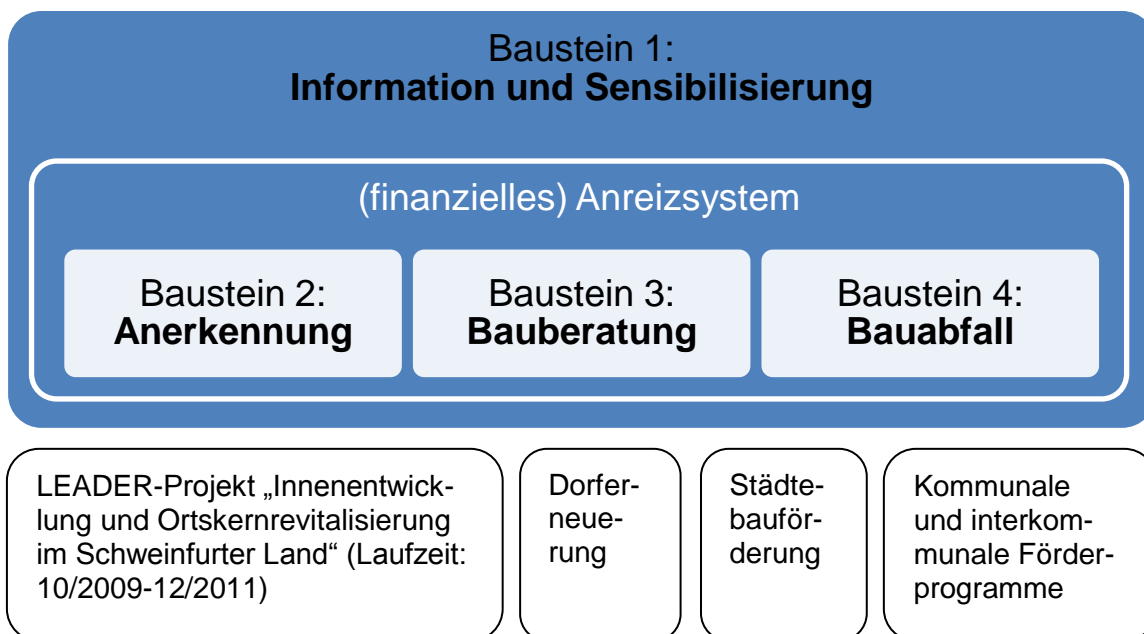 Baustein 1:
Information und Sensibilisierung
(finanzielles) Anreizsystem
Baustein 2:
Anerkennung
Baustein 3:
Bauberatung
Baustein 4:
Bauabfall
LEADER-Projekt „Innenentwick-
lung und Ortskernrevitalisierung
im Schweinfurter Land“ (Laufzeit:
10/2009-12/2011)
Dorfer-
neue-
rung
Städte-
bauför-
derung
Kommunale
und interkom-
munale Förder-
programme